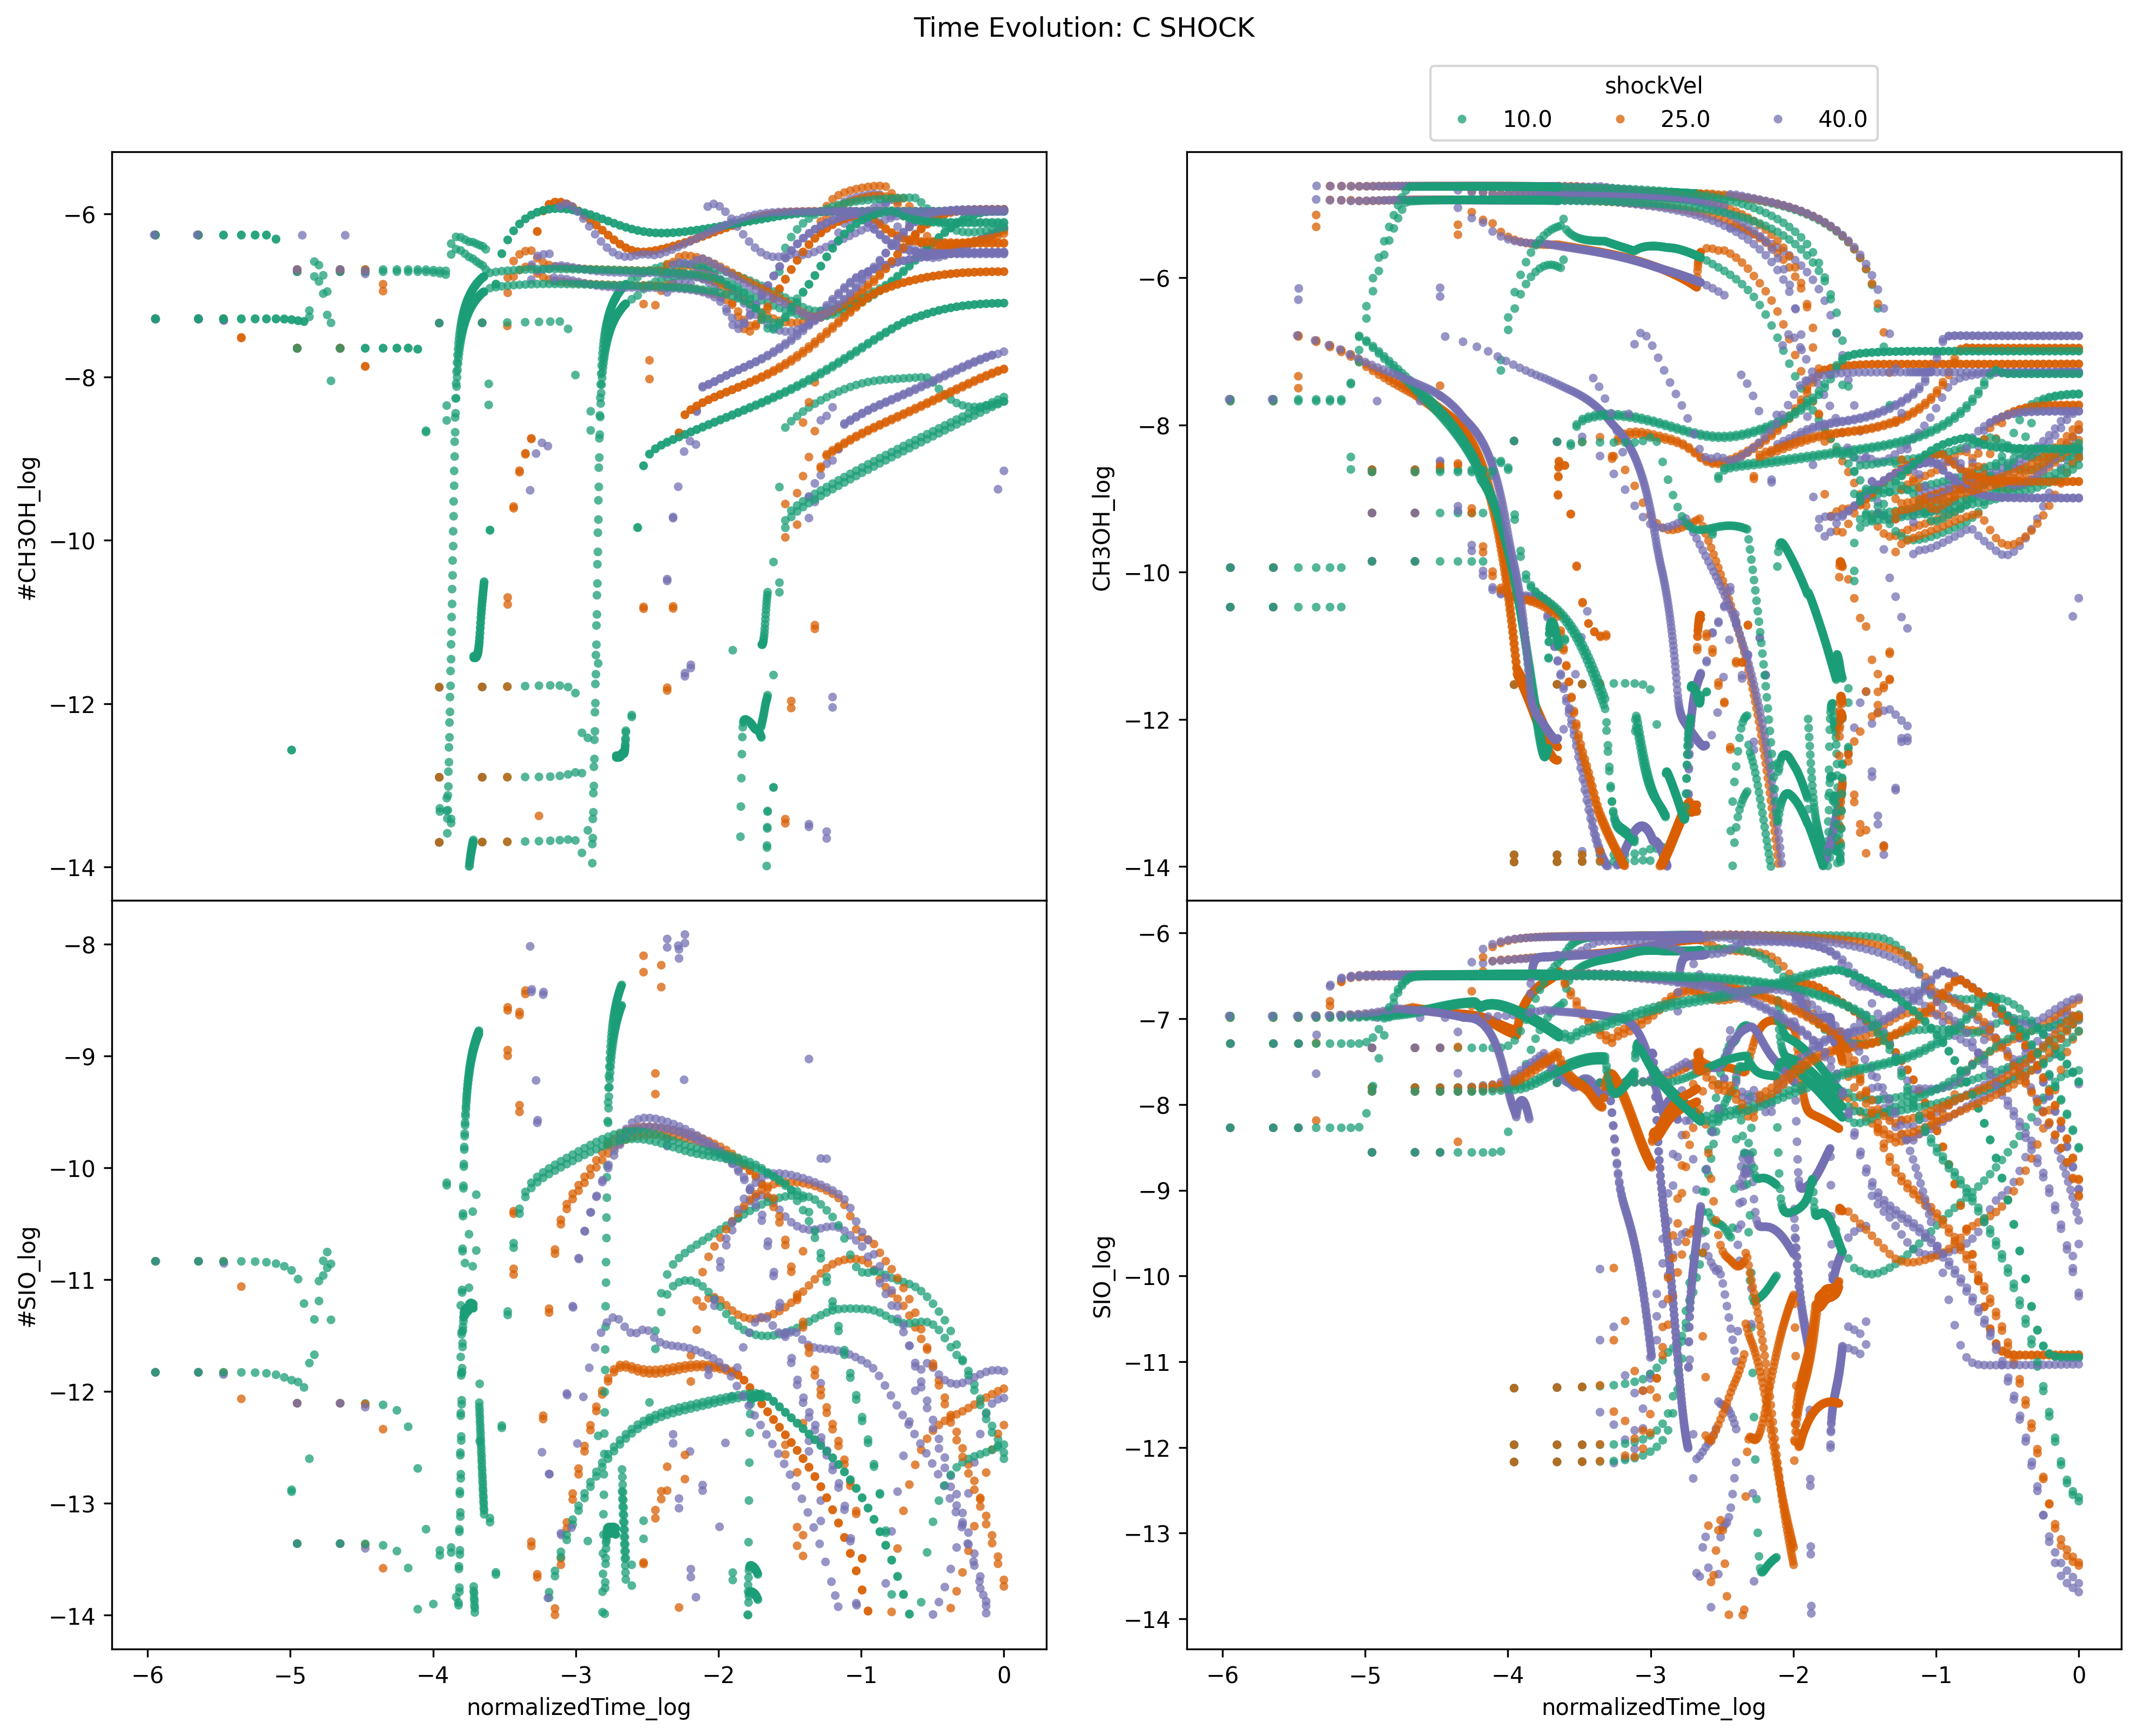 Time Evolution: C SHOCK
shockVel
10.0 25.0 40.0
#CH3OH_log
−6
−8
−10
−12
−14
CH3OH_log
−6
−8
−10
−12
−14
#SIO_log
−8
−9
−10
−11
−12
−13
−14
SIO_log
−6
−7
−8
−9
−10
−11
−12
−13
−14
−6 −5 −4 −3 −2 −1 0
normalizedTime_log
−6 −5 −4 −3 −2 −1 0
normalizedTime_log